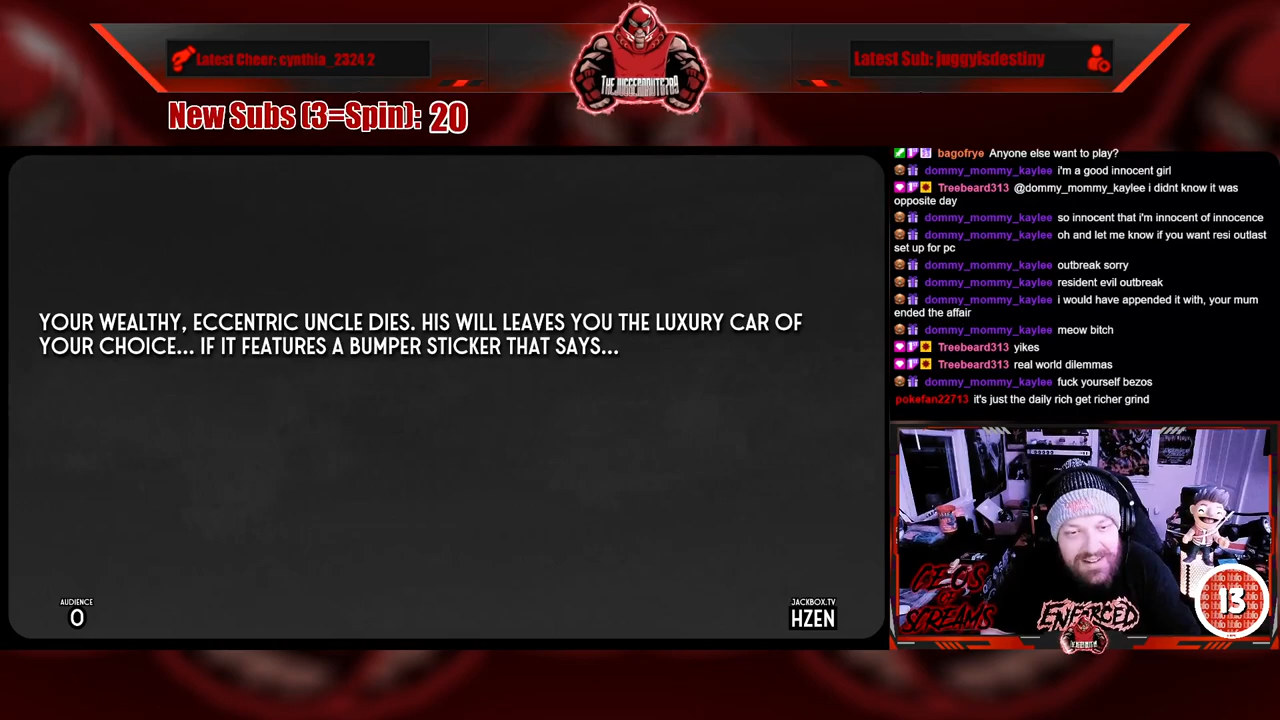 Latest Cheer: cynthia_2324 2
THEJUGGERNAUT6789
Latest Sub: juggyisdestiny
New Subs (3=Spin): 20
YOUR WEALTHY, ECCENTRIC UNCLE DIES. HIS WILL LEAVES YOU THE LUXURY CAR OF
YOUR CHOICE... IF IT FEATURES A BUMPER STICKER THAT SAYS...
AUDIENCE
0
JACKBOX.TV
HZEN
bagofrye Anyone else want to play?
dommy_mommy_kaylee i'm a good innocent girl
Treebeard313 @dommy_mommy_kaylee i didnt know it was
opposite day
dommy_mommy_kaylee so innocent that i'm innocent of innocence
dommy_mommy_kaylee oh and let me know if you want resi outlast
set up for pc
dommy_mommy_kaylee outbreak sorry
dommy_mommy_kaylee resident evil outbreak
dommy_mommy_kaylee i would have appended it with, your mum
ended the affair
dommy_mommy_kaylee meow bitch
Treebeard313 yikes
Treebeard313 real world dilemmas
dommy_mommy_kaylee fuck yourself bezos
pokefan22713 it's just the daily rich get richer grind
SCREAMS
ENFORCED
13